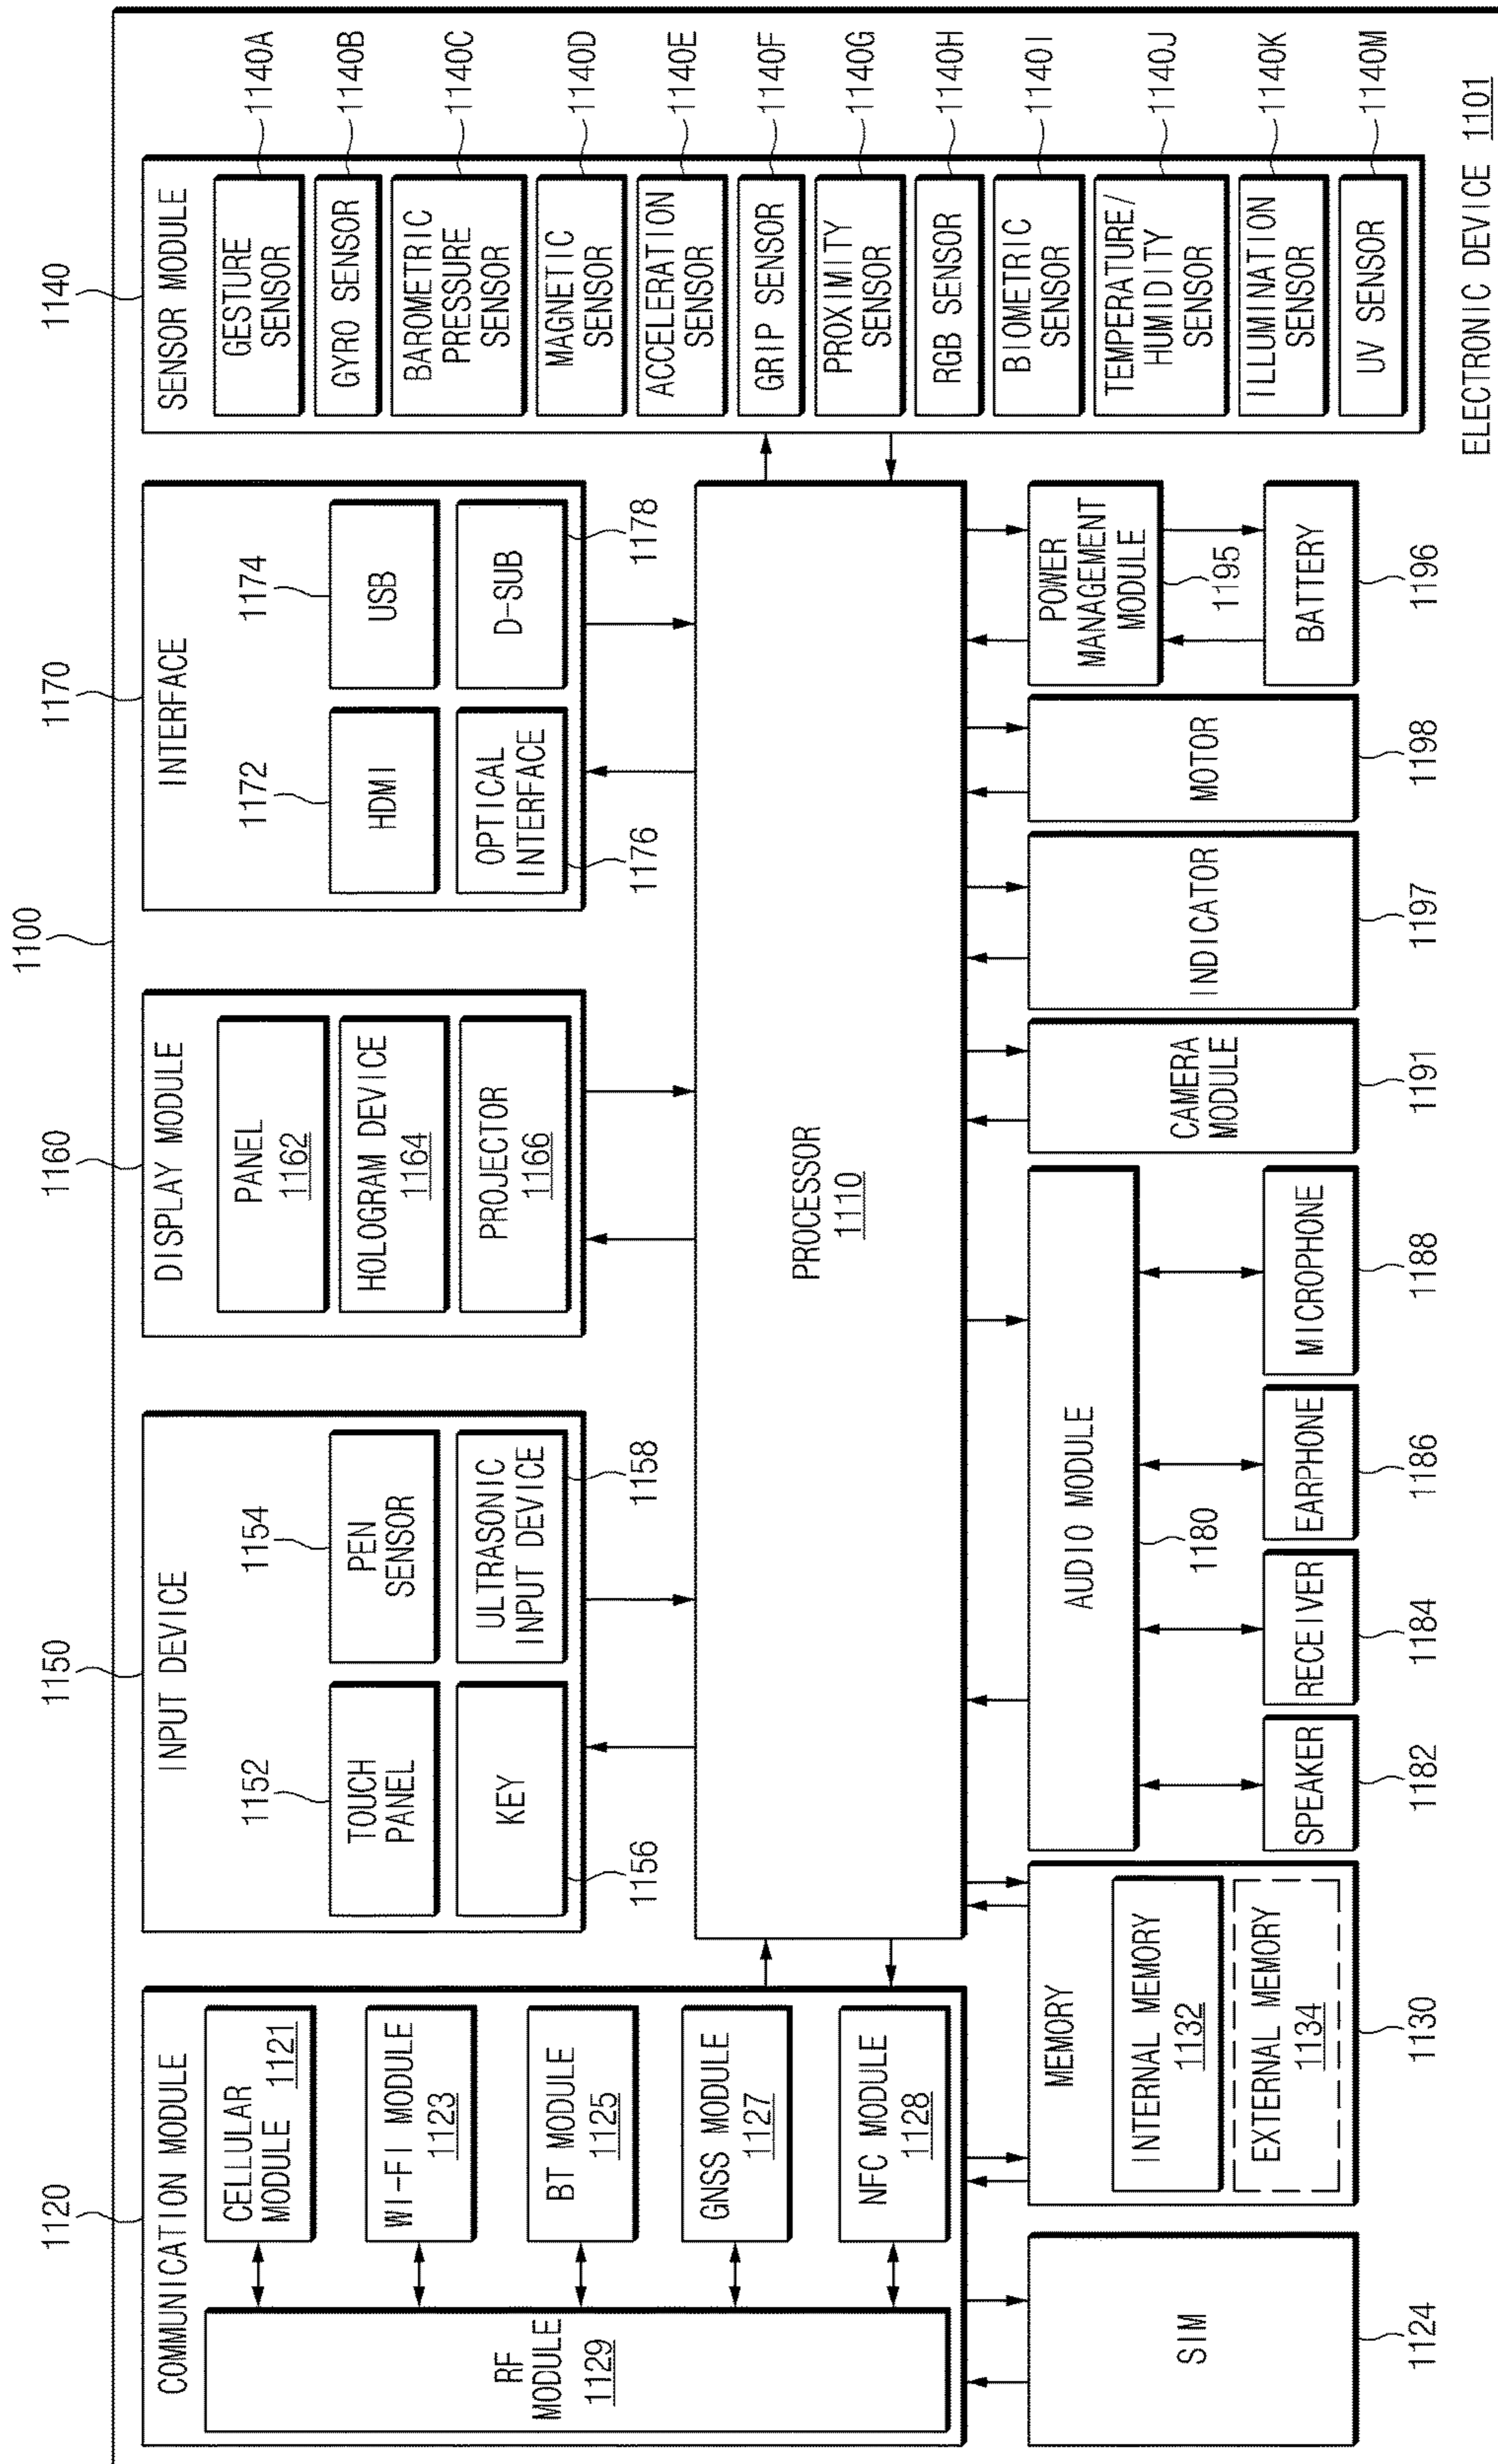 1100
1120
COMMUNICATION MODULE
RF
MODULE
1129
CELLULAR
MODULE 1121
WI-FI MODULE
1123
BT MODULE
1125
GNSS MODULE
1127
NFC MODULE
1128
1150
INPUT DEVICE
1152
TOUCH
PANEL
1154
PEN
SENSOR
KEY
1156
ULTRASONIC
INPUT DEVICE
1158
1160
DISPLAY MODULE
PANEL
1162
HOLOGRAM DEVICE
1164
PROJECTOR
1166
1170
INTERFACE
1172
HDMI
1174
USB
OPTICAL
INTERFACE
1176
D-SUB
1178
1140
SENSOR MODULE
GESTURE
SENSOR
1140A
GYRO SENSOR
1140B
BAROMETRIC
PRESSURE
SENSOR
1140C
MAGNETIC
SENSOR
1140D
ACCELERATION
SENSOR
1140E
GRIP SENSOR
1140F
PROXIMITY
SENSOR
1140G
RGB SENSOR
1140H
BIOMETRIC
SENSOR
1140I
TEMPERATURE/
HUMIDITY
SENSOR
1140J
ILLUMINATION
SENSOR
1140K
UV SENSOR
1140M
PROCESSOR
1110
SIM
1124
MEMORY
INTERNAL MEMORY
1132
EXTERNAL MEMORY
1134
1130
AUDIO MODULE
1180
SPEAKER
1182
RECEIVER
1184
EARPHONE
1186
MICROPHONE
1188
CAMERA
MODULE
1191
INDICATOR
1197
MOTOR
1198
POWER
MANAGEMENT
MODULE
1195
BATTERY
1196
ELECTRONIC DEVICE 1101